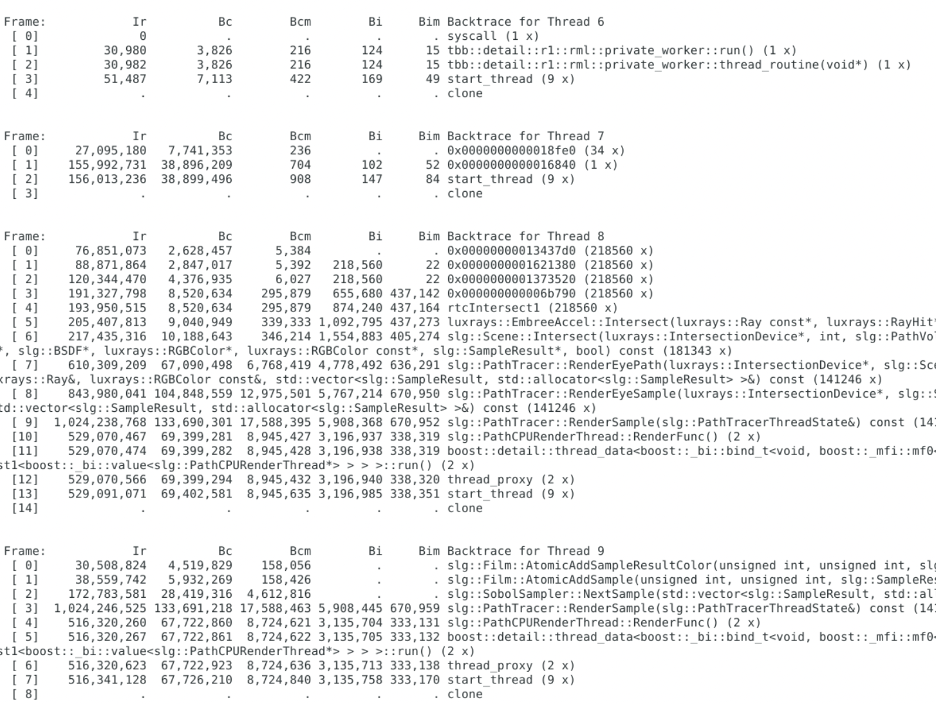 Frame: Ir Bc Bcm Bi Bim Backtrace for Thread 6
[ 0] 0 . . . . syscall (1 x)
[ 1] 30,980 3,826 216 124 15 tbb::detail::r1::rml::private_worker::run() (1 x)
[ 2] 30,982 3,826 216 124 15 tbb::detail::r1::rml::private_worker::thread_routine(void*) (1 x)
[ 3] 51,487 7,113 422 169 49 start_thread (9 x)
[ 4] . . . . . clone
Frame: Ir Bc Bcm Bi Bim Backtrace for Thread 7
[ 0] 27,095,180 7,741,353 236 . . 0x0000000000018fe0 (34 x)
[ 1] 155,992,731 38,896,209 704 102 52 0x0000000000016840 (1 x)
[ 2] 156,013,236 38,899,496 908 147 84 start_thread (9 x)
[ 3] . . . . . clone
Frame: Ir Bc Bcm Bi Bim Backtrace for Thread 8
[ 0] 76,851,073 2,628,457 5,384 . . 0x00000000013437d0 (218560 x)
[ 1] 88,871,864 2,847,017 5,392 218,560 22 0x0000000001621380 (218560 x)
[ 2] 120,344,470 4,376,935 6,027 218,560 22 0x0000000001373520 (218560 x)
[ 3] 191,327,798 8,520,634 295,879 655,680 437,142 0x000000000006b790 (218560 x)
[ 4] 193,950,515 8,520,634 295,879 874,240 437,164 rtcIntersect1 (218560 x)
[ 5] 205,407,813 9,040,949 339,333 1,092,795 437,273 luxrays::EmbreeAccel::Intersect(luxrays::Ray const*, luxrays::RayHit*
[ 6] 217,435,316 10,188,643 346,214 1,554,883 405,274 slg::Scene::Intersect(luxrays::IntersectionDevice*, int, slg::PathVol
*, slg::BSDF*, luxrays::RGBColor*, luxrays::RGBColor const*, slg::SampleResult*, bool) const (181343 x)
[ 7] 610,309,209 67,090,498 6,768,419 4,778,492 636,291 slg::PathTracer::RenderEyePath(luxrays::IntersectionDevice*, slg::Sce
xrays::Ray&, luxrays::RGBColor const&, std::vector<slg::SampleResult, std::allocator<slg::SampleResult> >&) const (141246 x)
[ 8] 843,980,041 104,848,559 12,975,501 5,767,214 670,950 slg::PathTracer::RenderEyeSample(luxrays::IntersectionDevice*, slg::S
td::vector<slg::SampleResult, std::allocator<slg::SampleResult> >&) const (141246 x)
[ 9] 1,024,238,768 133,690,301 17,588,395 5,908,368 670,952 slg::PathTracer::RenderSample(slg::PathTracerThreadState&) const (141
[10] 529,070,467 69,399,281 8,945,427 3,196,937 338,319 slg::PathCPURenderThread::RenderFunc() (2 x)
[11] 529,070,474 69,399,282 8,945,428 3,196,938 338,319 boost::detail::thread_data<boost::_bi::bind_t<void, boost::_mfi::mf0<
st1<boost::_bi::value<slg::PathCPURenderThread*> > > >::run() (2 x)
[12] 529,070,566 69,399,294 8,945,432 3,196,940 338,320 thread_proxy (2 x)
[13] 529,091,071 69,402,581 8,945,635 3,196,985 338,351 start_thread (9 x)
[14] . . . . . clone
Frame: Ir Bc Bcm Bi Bim Backtrace for Thread 9
[ 0] 30,508,824 4,519,829 158,056 . . slg::Film::AtomicAddSampleResultColor(unsigned int, unsigned int, slg
[ 1] 38,559,742 5,932,269 158,426 . . slg::Film::AtomicAddSample(unsigned int, unsigned int, slg::SampleRes
[ 2] 172,783,581 28,419,316 4,612,816 . . slg::SobolSampler::NextSample(std::vector<slg::SampleResult, std::all
[ 3] 1,024,246,525 133,691,218 17,588,463 5,908,445 670,959 slg::PathTracer::RenderSample(slg::PathTracerThreadState&) const (141
[ 4] 516,320,260 67,722,860 8,724,621 3,135,704 333,131 slg::PathCPURenderThread::RenderFunc() (2 x)
[ 5] 516,320,267 67,722,861 8,724,622 3,135,705 333,132 boost::detail::thread_data<boost::_bi::bind_t<void, boost::_mfi::mf0<
st1<boost::_bi::value<slg::PathCPURenderThread*> > > >::run() (2 x)
[ 6] 516,320,623 67,722,923 8,724,636 3,135,713 333,138 thread_proxy (2 x)
[ 7] 516,341,128 67,726,210 8,724,840 3,135,758 333,170 start_thread (9 x)
[ 8] . . . . . clone